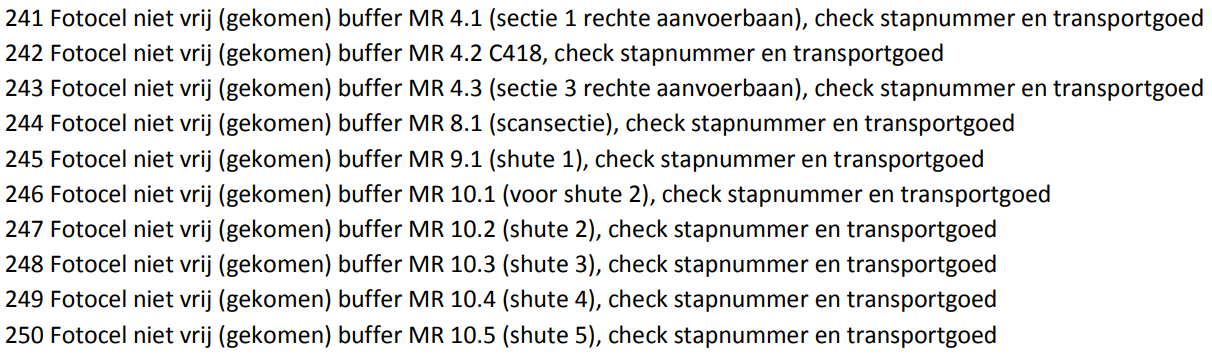 241 Fotocel niet vrij (gekomen) buffer MR 4.1 (sectie 1 rechte aanvoerbaan), check stapnummer en transportgoed
242 Fotocel niet vrij (gekomen) buffer MR 4.2 C418, check stapnummer en transportgoed
243 Fotocel niet vrij (gekomen) buffer MR 4.3 (sectie 3 rechte aanvoerbaan), check stapnummer en transportgoed
244 Fotocel niet vrij (gekomen) buffer MR 8.1 (scansectie), check stapnummer en transportgoed
245 Fotocel niet vrij (gekomen) buffer MR 9.1 (shute 1), check stapnummer en transportgoed
246 Fotocel niet vrij (gekomen) buffer MR 10.1 (voor shute 2), check stapnummer en transportgoed
247 Fotocel niet vrij (gekomen) buffer MR 10.2 (shute 2), check stapnummer en transportgoed
248 Fotocel niet vrij (gekomen) buffer MR 10.3 (shute 3), check stapnummer en transportgoed
249 Fotocel niet vrij (gekomen) buffer MR 10.4 (shute 4), check stapnummer en transportgoed
250 Fotocel niet vrij (gekomen) buffer MR 10.5 (shute 5), check stapnummer en transportgoed